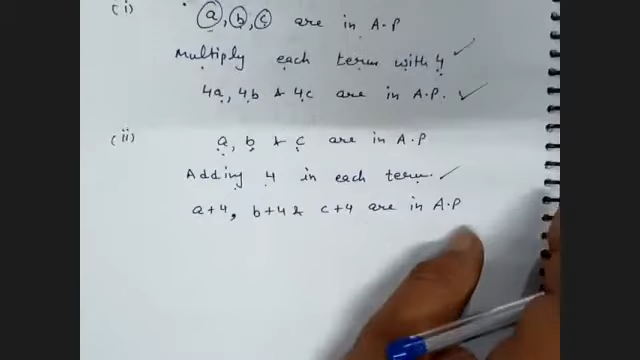 (i) a, b, c are in A.P
Multiply each term with 4 ✓
4a, 4b & 4c are in A.P. ✓
(ii) a, b & c are in A.P
Adding 4 in each term. ✓
a+4, b+4 & c+4 are in A.P